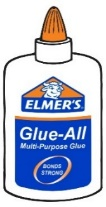 ELMER'S
Glue-All
Multi-Purpose Glue
BONDS
STRONG